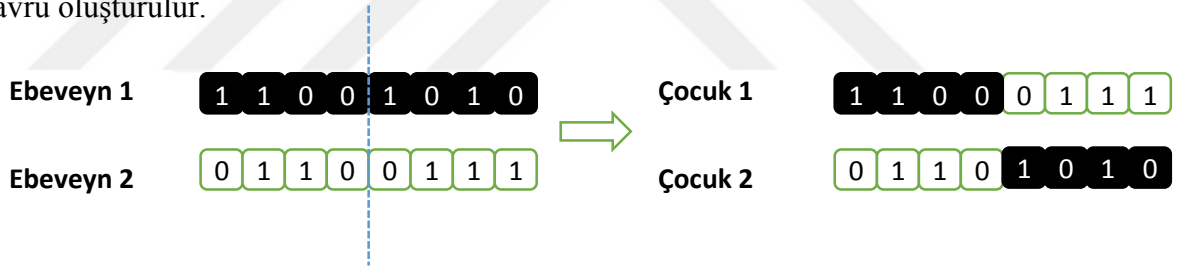 oluşturulur.
Ebeveyn 1 1 1 0 0 1 0 1 0 Çocuk 1 1 1 0 0 0 1 1 1
Ebeveyn 2 0 1 1 0 0 1 1 1 Çocuk 2 0 1 1 0 1 0 1 0